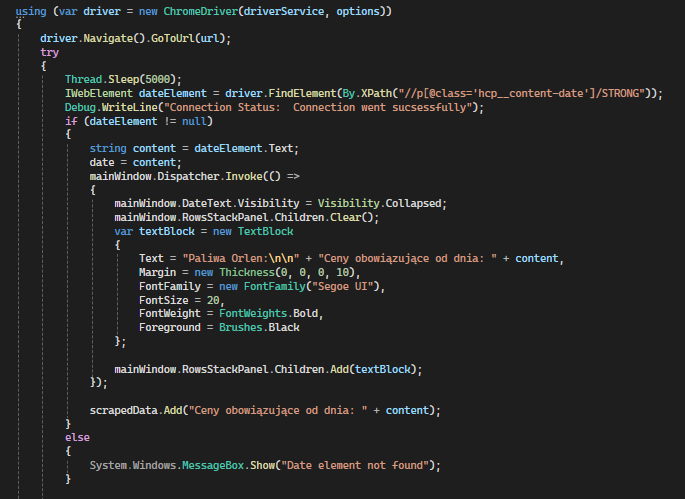 using (var driver = new ChromeDriver(driverService, options))
{
driver.Navigate().GoToUrl(url);
try
{
Thread.Sleep(5000);
IWebElement dateElement = driver.FindElement(By.XPath("//p[@class='hcp__content-date']/STRONG"));
Debug.WriteLine("Connection Status:  Connection went sucsessfully");
if (dateElement != null)
{
string content = dateElement.Text;
date = content;
mainWindow.Dispatcher.Invoke(() =>
{
mainWindow.DateText.Visibility = Visibility.Collapsed;
mainWindow.RowsStackPanel.Children.Clear();
var textBlock = new TextBlock
{
Text = "Paliwa Orlen:\n\n" + "Ceny obowiązujące od dnia: " + content,
Margin = new Thickness(0, 0, 0, 10),
FontFamily = new FontFamily("Segoe UI"),
FontSize = 20,
FontWeight = FontWeights.Bold,
Foreground = Brushes.Black
};
mainWindow.RowsStackPanel.Children.Add(textBlock);
});
scrapedData.Add("Ceny obowiązujące od dnia: " + content);
}
else
{
System.Windows.MessageBox.Show("Date element not found");
}